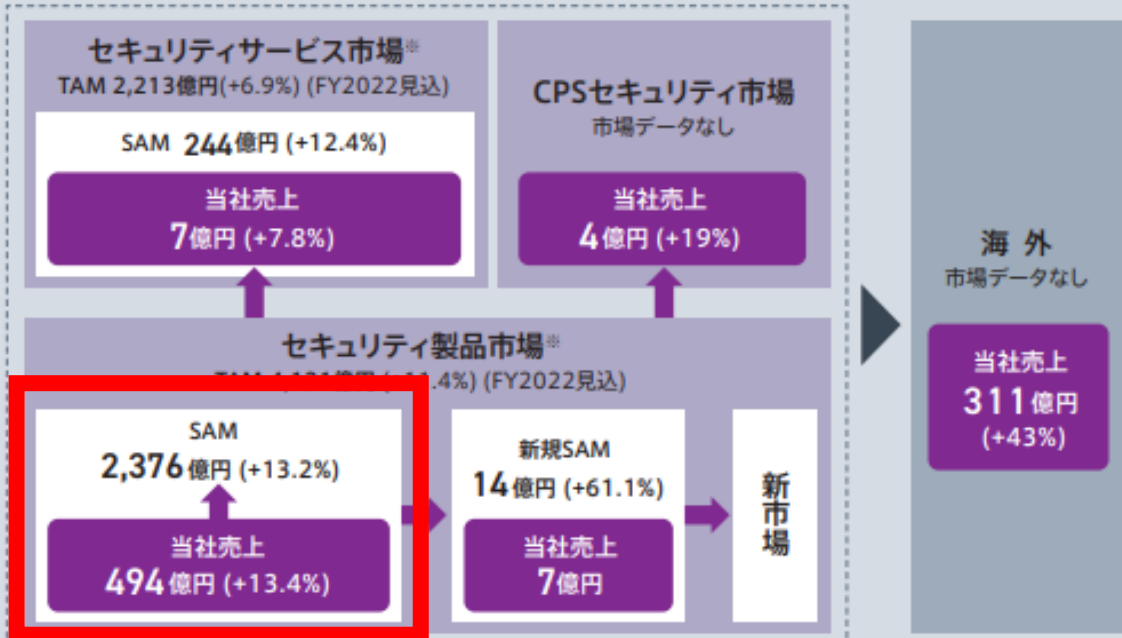 セキュリティサービス市場※
TAM 2,213億円(+6.9%) (FY2022見込)
SAM 244億円 (+12.4%)
当社売上
7億円 (+7.8%)
CPSセキュリティ市場
市場データなし
当社売上
4億円 (+19%)
セキュリティ製品市場※
.4%) (FY2022見込)
SAM
2,376億円 (+13.2%)
当社売上
494億円 (+13.4%)
新規SAM
14億円 (+61.1%)
当社売上
7億円
新市場
海外
市場データなし
当社売上
311億円
(+43%)